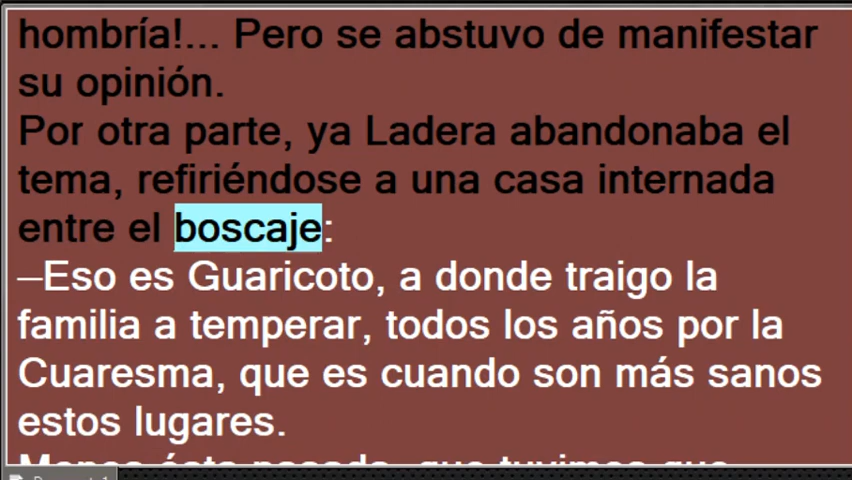 hombría!... Pero se abstuvo de manifestar
su opinión.
Por otra parte, ya Ladera abandonaba el
tema, refiriéndose a una casa internada
entre el boscaje:
—Eso es Guaricoto, a donde traigo la
familia a temperar, todos los años por la
Cuaresma, que es cuando son más sanos
estos lugares.